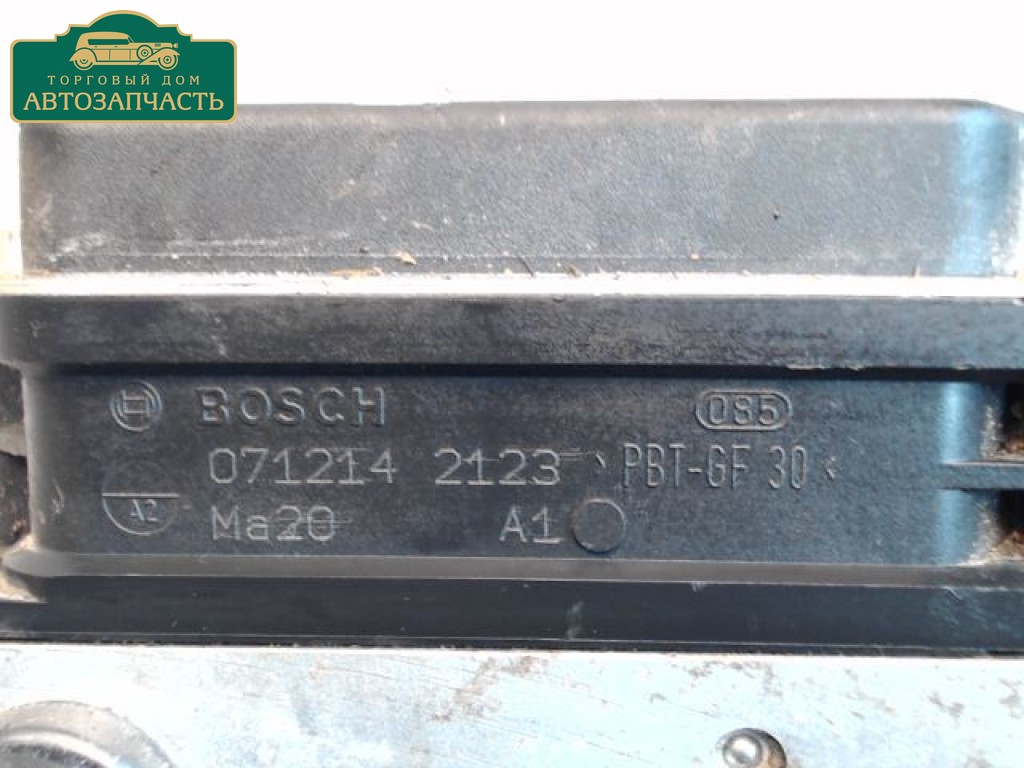 ТОРГОВЫЙ ДОМ
АВТОЗАПЧАСТЬ
BOSCH
085
071214 2123
>PBT-GF 30<
A2
Ma20
A1